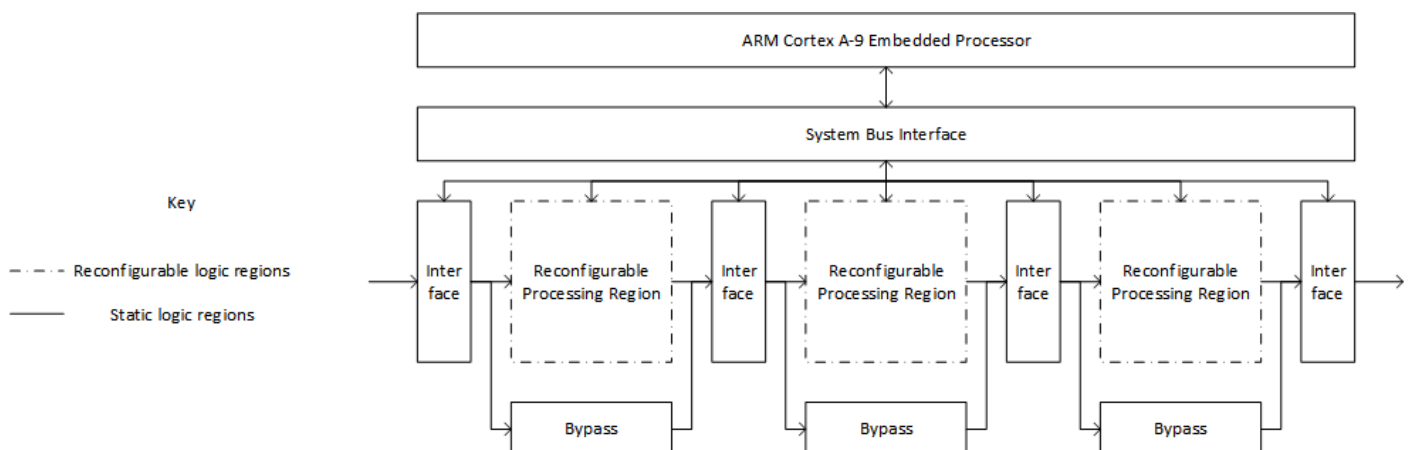 ARM Cortex A-9 Embedded Processor
System Bus Interface
Key
Reconfigurable logic regions
Static logic regions
Inter
face
Reconfigurable
Processing Region
Inter
face
Reconfigurable
Processing Region
Inter
face
Reconfigurable
Processing Region
Inter
face
Bypass
Bypass
Bypass